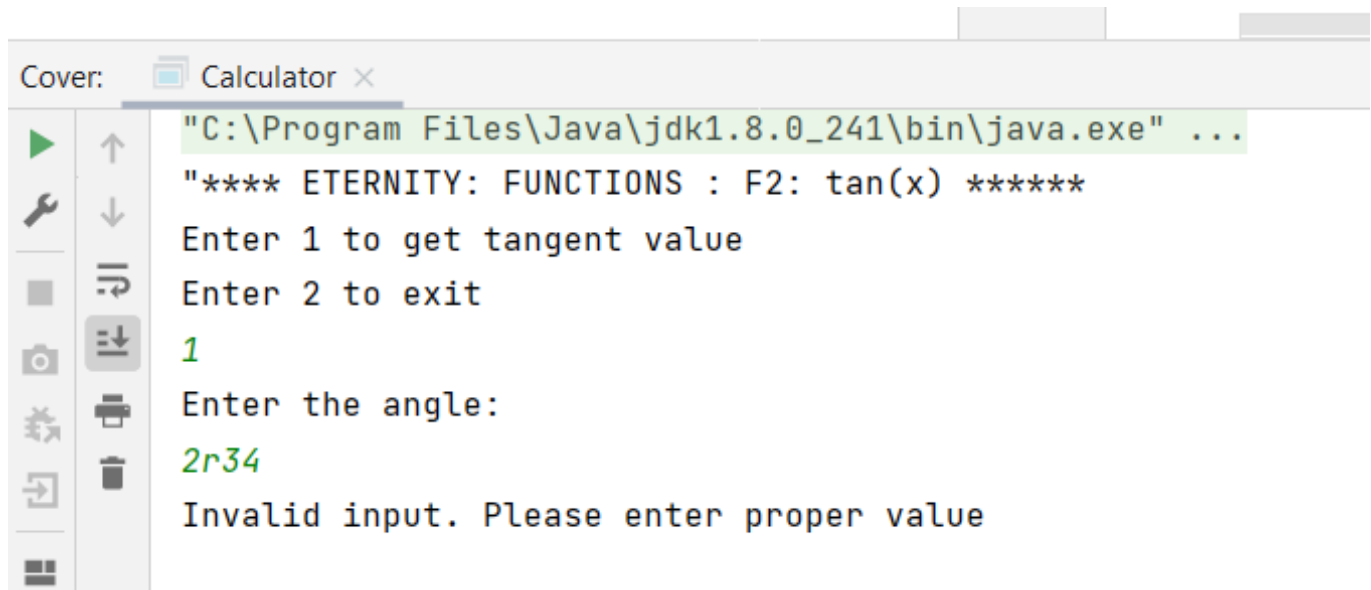 Cover: Calculator
"C:\Program Files\Java\jdk1.8.0_241\bin\java.exe" ...
"**** ETERNITY: FUNCTIONS : F2: tan(x) ******
Enter 1 to get tangent value
Enter 2 to exit
1
Enter the angle:
2r34
Invalid input. Please enter proper value